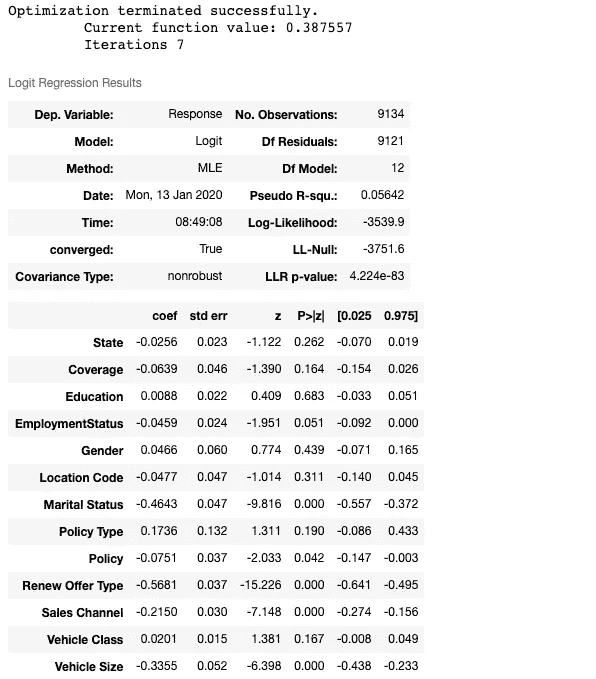 Optimization terminated successfully.
Current function value: 0.387557
Iterations 7
Logit Regression Results
Dep. Variable: Response No. Observations: 9134
Model: Logit Df Residuals: 9121
Method: MLE Df Model: 12
Date: Mon, 13 Jan 2020 Pseudo R-squ.: 0.05642
Time: 08:49:08 Log-Likelihood: -3539.9
converged: True LL-Null: -3751.6
Covariance Type: nonrobust LLR p-value: 4.224e-83
coef std err z P>|z| [0.025 0.975]
State -0.0256 0.023 -1.122 0.262 -0.070 0.019
Coverage -0.0639 0.046 -1.390 0.164 -0.154 0.026
Education 0.0088 0.022 0.409 0.683 -0.033 0.051
EmploymentStatus -0.0459 0.024 -1.951 0.051 -0.092 0.000
Gender 0.0466 0.060 0.774 0.439 -0.071 0.165
Location Code -0.0477 0.047 -1.014 0.311 -0.140 0.045
Marital Status -0.4643 0.047 -9.816 0.000 -0.557 -0.372
Policy Type 0.1736 0.132 1.311 0.190 -0.086 0.433
Policy -0.0751 0.037 -2.033 0.042 -0.147 -0.003
Renew Offer Type -0.5681 0.037 -15.226 0.000 -0.641 -0.495
Sales Channel -0.2150 0.030 -7.148 0.000 -0.274 -0.156
Vehicle Class 0.0201 0.015 1.381 0.167 -0.008 0.049
Vehicle Size -0.3355 0.052 -6.398 0.000 -0.438 -0.233